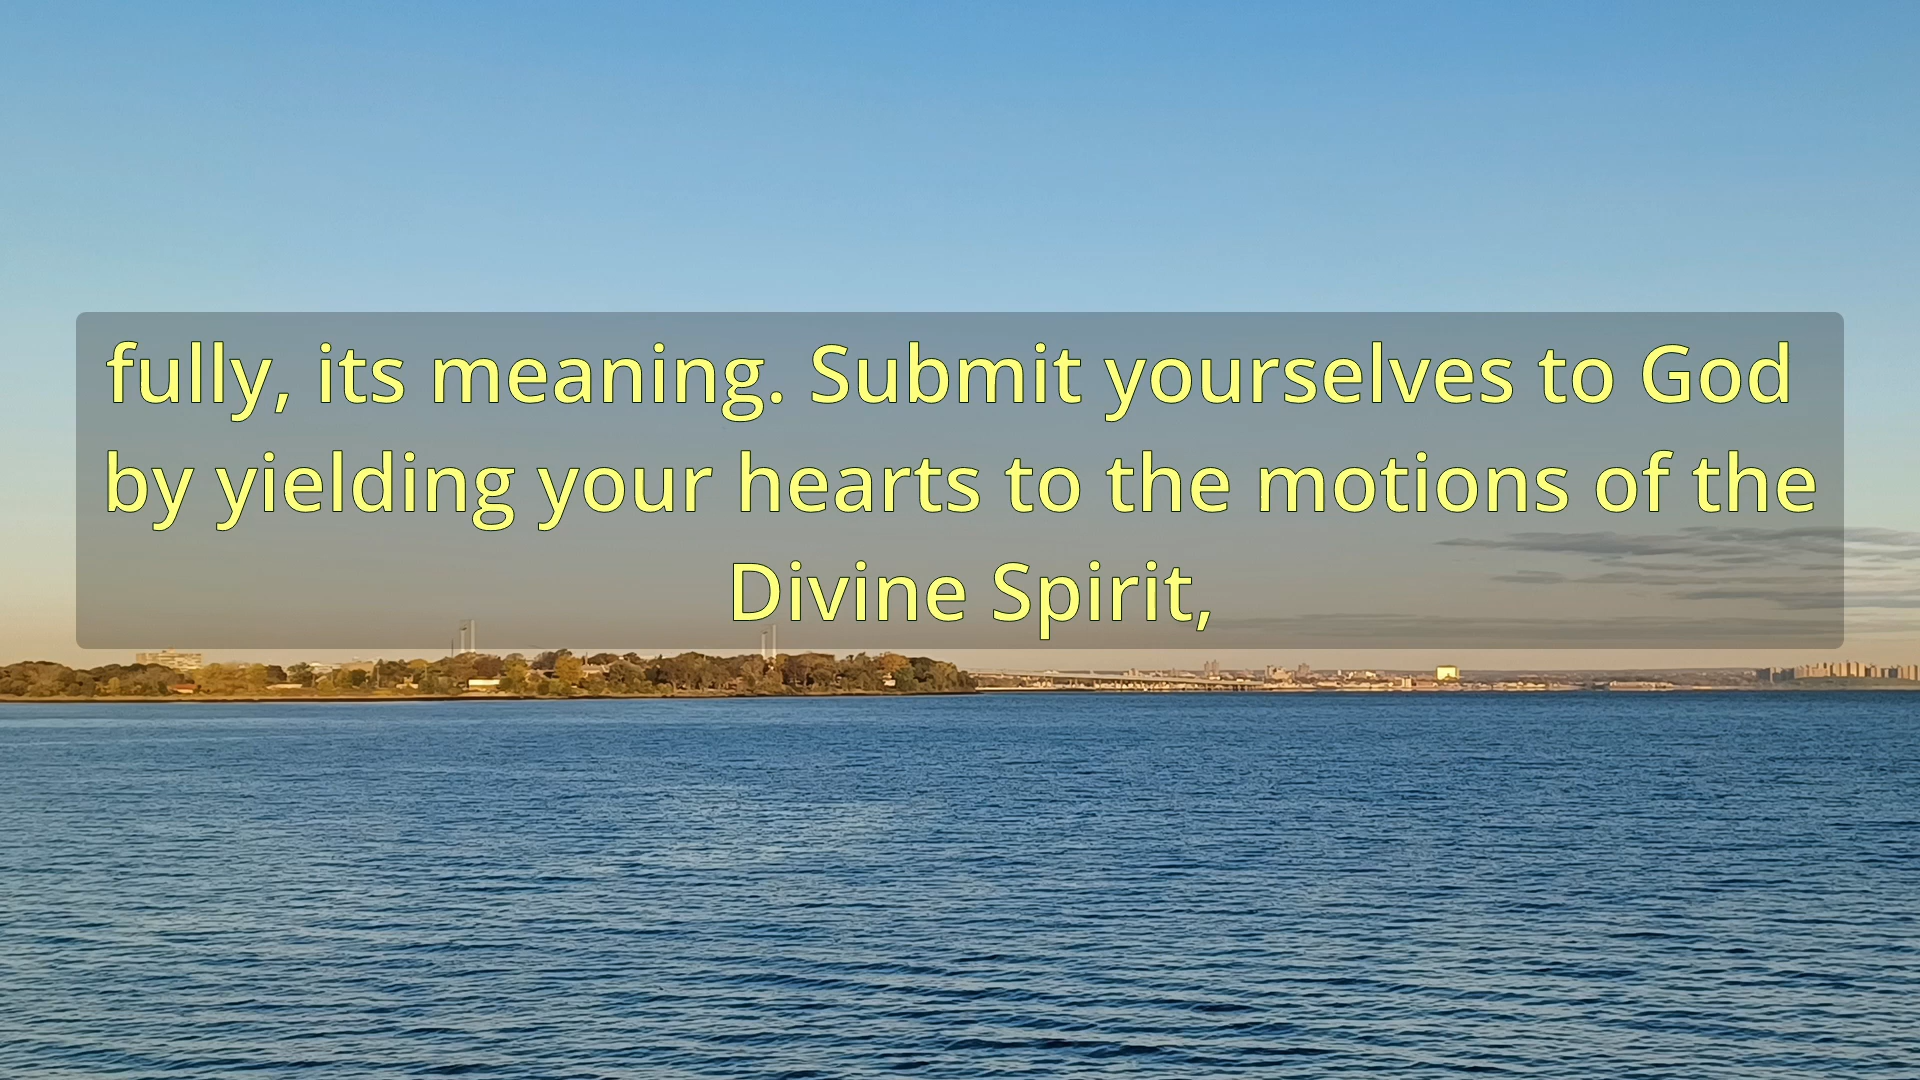 fully, its meaning. Submit yourselves to God
by yielding your hearts to the motions of the
Divine Spirit,